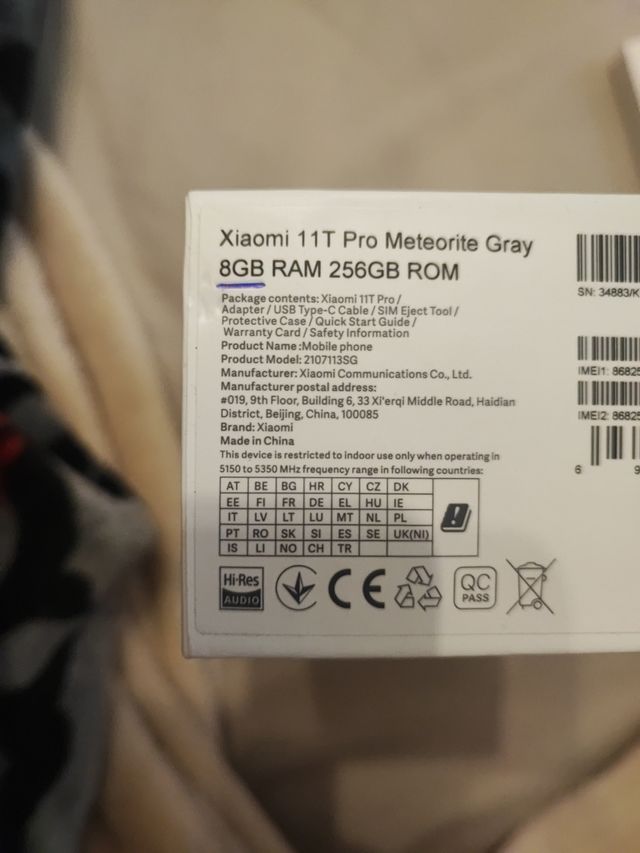 Xiaomi 11T Pro Meteorite Gray
8GB RAM 256GB ROM
Package contents: Xiaomi 11T Pro /
Adapter / USB Type-C Cable / SIM Eject Tool /
Protective Case / Quick Start Guide /
Warranty Card / Safety Information
Product Name :Mobile phone
Product Model: 2107113SG
Manufacturer: Xiaomi Communications Co., Ltd.
Manufacturer postal address:
#019, 9th Floor, Building 6, 33 Xi'erqi Middle Road, Haidian
District, Beijing, China, 100085
Brand: Xiaomi
Made in China
This device is restricted to indoor use only when operating in
5150 to 5350 MHz frequency range in following countries:
AT BE BG HR CY CZ DK
EE FI FR DE EL HU IE
IT LV LT LU MT NL PL
PT RO SK SI ES SE UK(NI)
IS LI NO CH TR
Hi-Res
AUDIO
CE
QC
PASS
SN: 34883/K
IMEI1: 86825
IMEI2: 86825
6 9